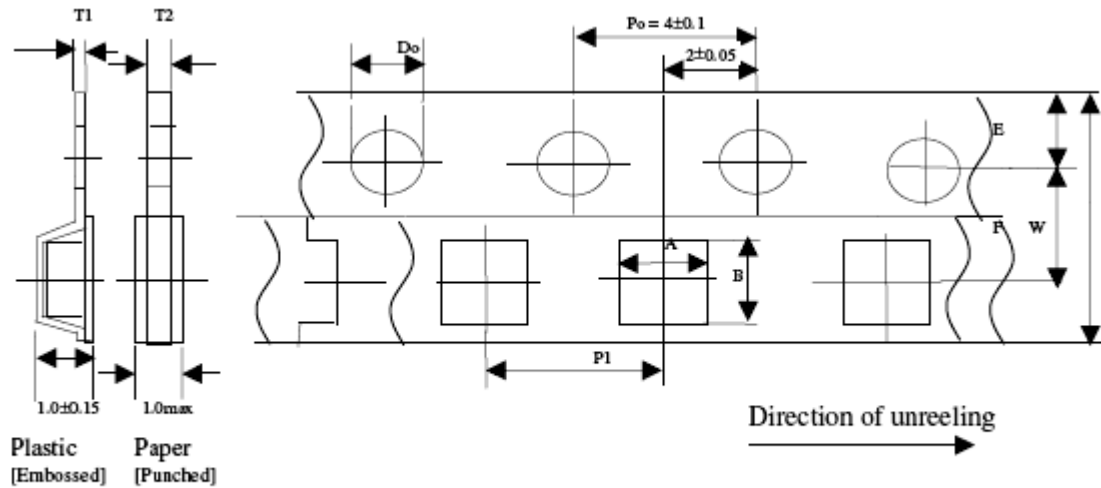 T1
T2
Po = 4±0.1
Do
2±0.05
E
F
W
A
B
P1
1.0±0.15
1.0max
Direction of unreeling
Plastic
[Embossed]
Paper
[Punched]